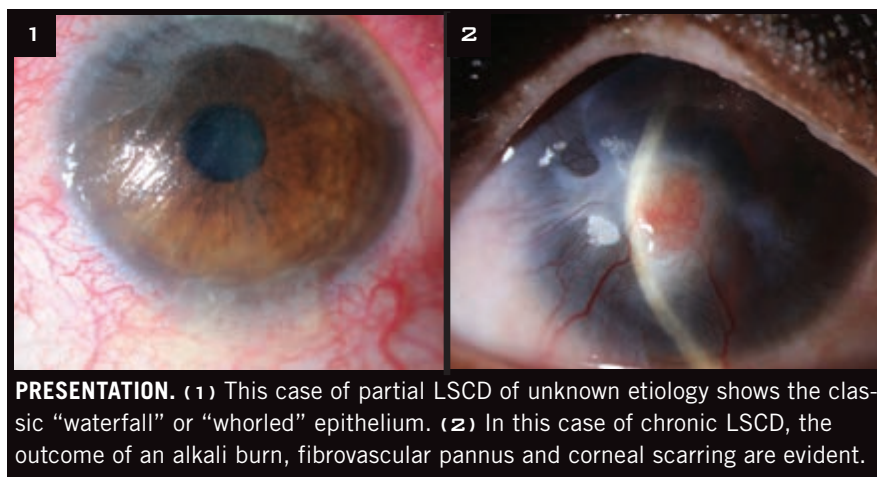 1
2
PRESENTATION. (1) This case of partial LSCD of unknown etiology shows the clas-
sic “waterfall” or “whorled” epithelium. (2) In this case of chronic LSCD, the
outcome of an alkali burn, fibrovascular pannus and corneal scarring are evident.